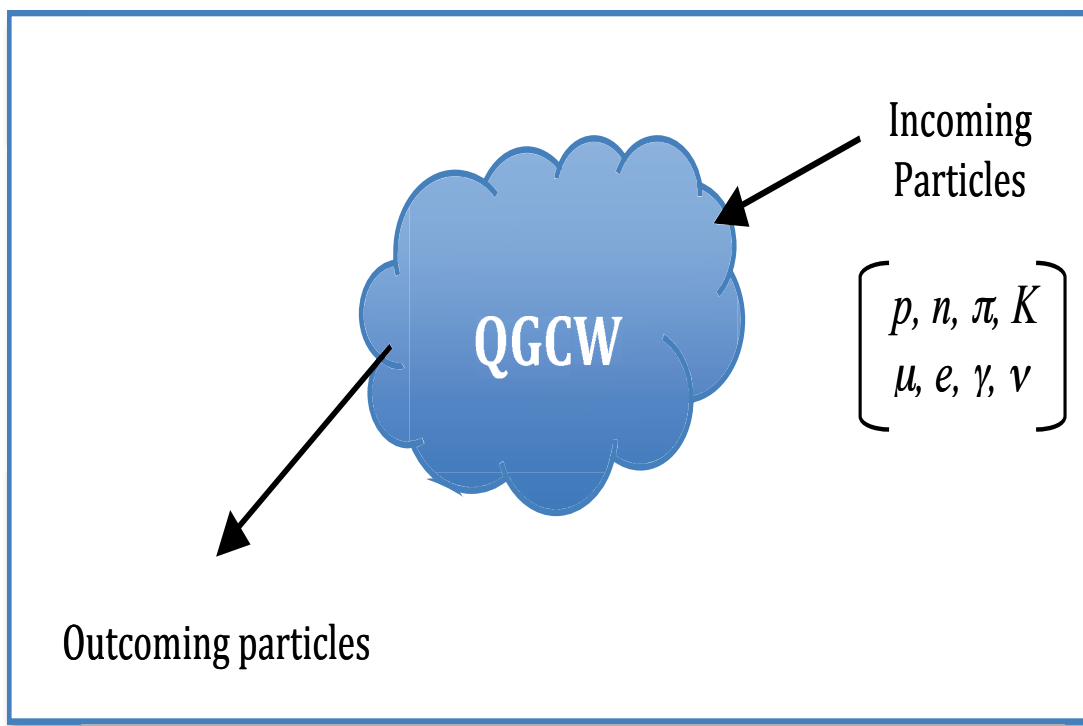 Incoming
Particles
QGCW
p, n, π, K
μ, e, γ, ν
Outcoming particles